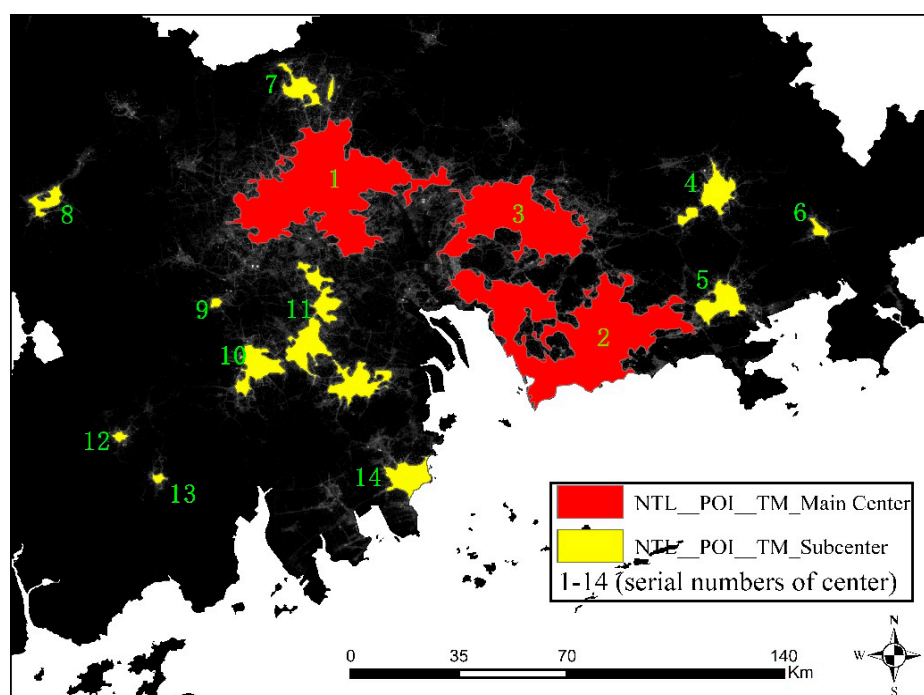 7
1
4
8
3
6
5
9
11
2
10
12
13
14
NTL__POI__TM_Main Center
NTL__POI__TM_Subcenter
1-14 (serial numbers of center)
0 35 70 140
Km
N
W E
S